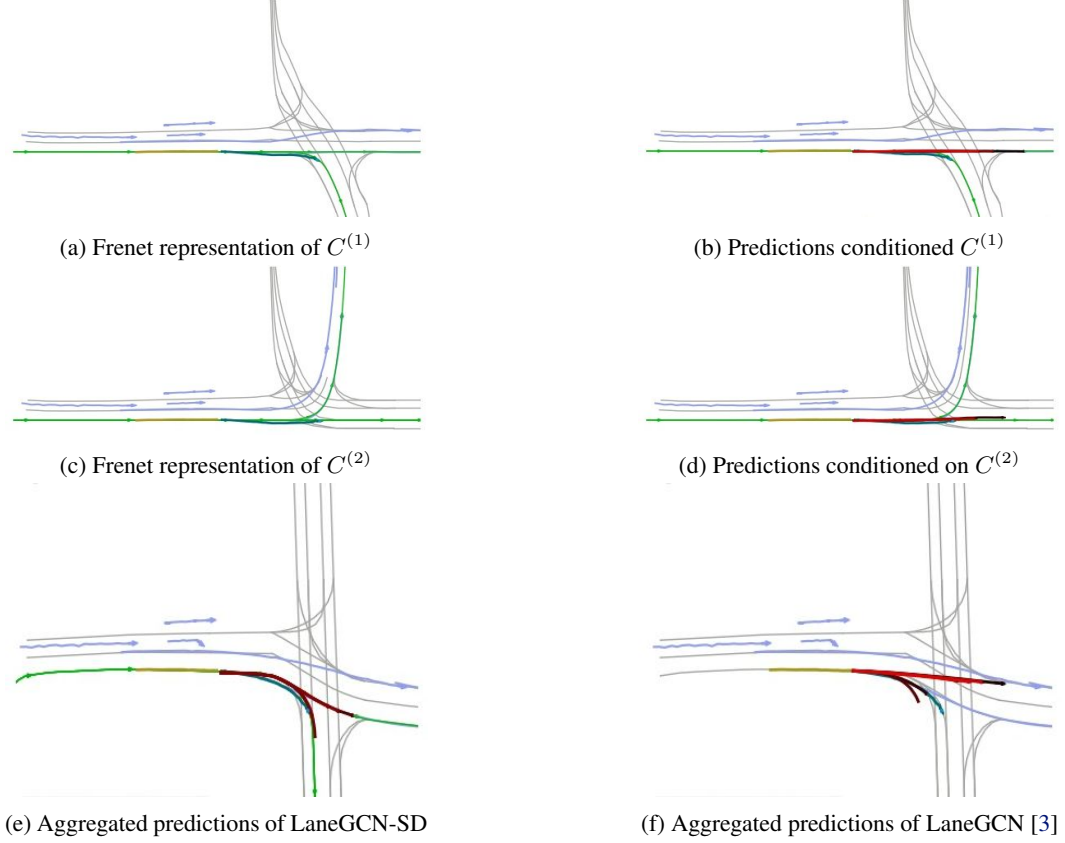 (a) Frenet representation of C^{(1)}
(b) Predictions conditioned C^{(1)}
(c) Frenet representation of C^{(2)}
(d) Predictions conditioned on C^{(2)}
(e) Aggregated predictions of LaneGCN-SD
(f) Aggregated predictions of LaneGCN [3]